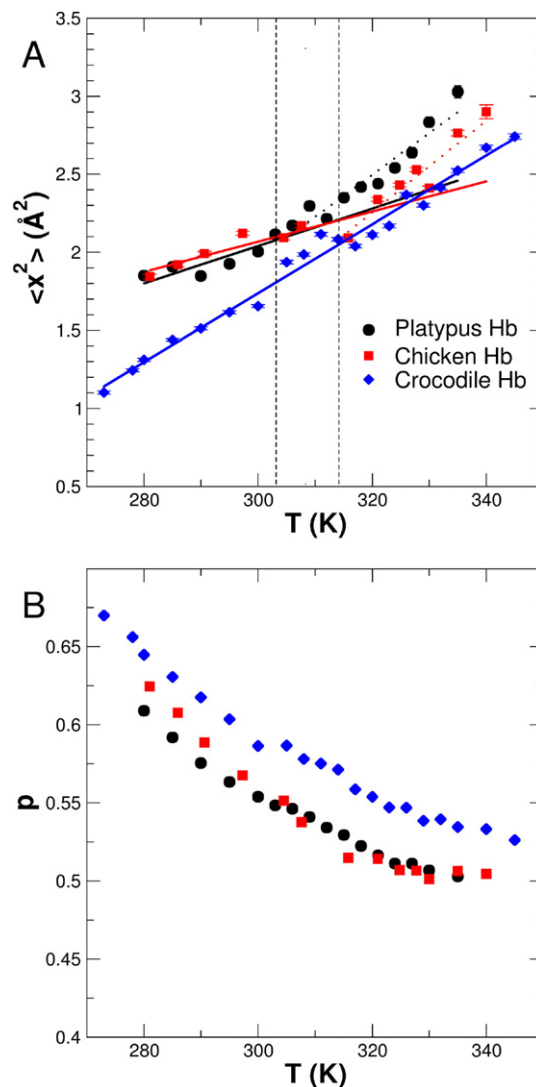 A
<x²> (Å²)
3.5
3
2.5
2
1.5
1
0.5
Platypus Hb
Chicken Hb
Crocodile Hb
280
300
320
340
T (K)
B
p
0.65
0.6
0.55
0.5
0.45
0.4
280
300
320
340
T (K)